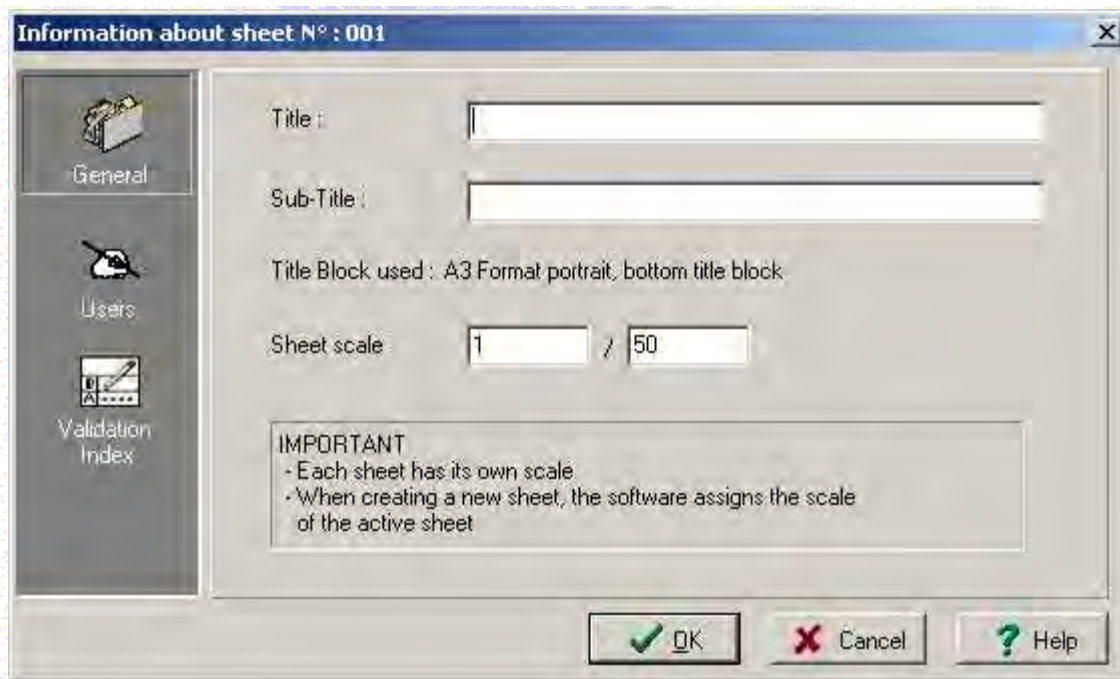 Information about sheet N° : 001
General
Users
Validation
Index
Title :
Sub-Title :
Title Block used : A3 Format portrait, bottom title block
Sheet scale 1 / 50
IMPORTANT
- Each sheet has its own scale
- When creating a new sheet, the software assigns the scale
of the active sheet
OK Cancel Help